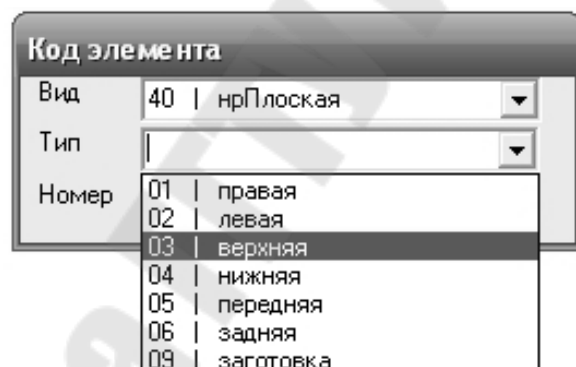 Код элемента
Вид 40 | нрПлоская
Тип
Номер
01 | правая
02 | левая
03 | верхняя
04 | нижняя
05 | передняя
06 | задняя
09 | заготовка